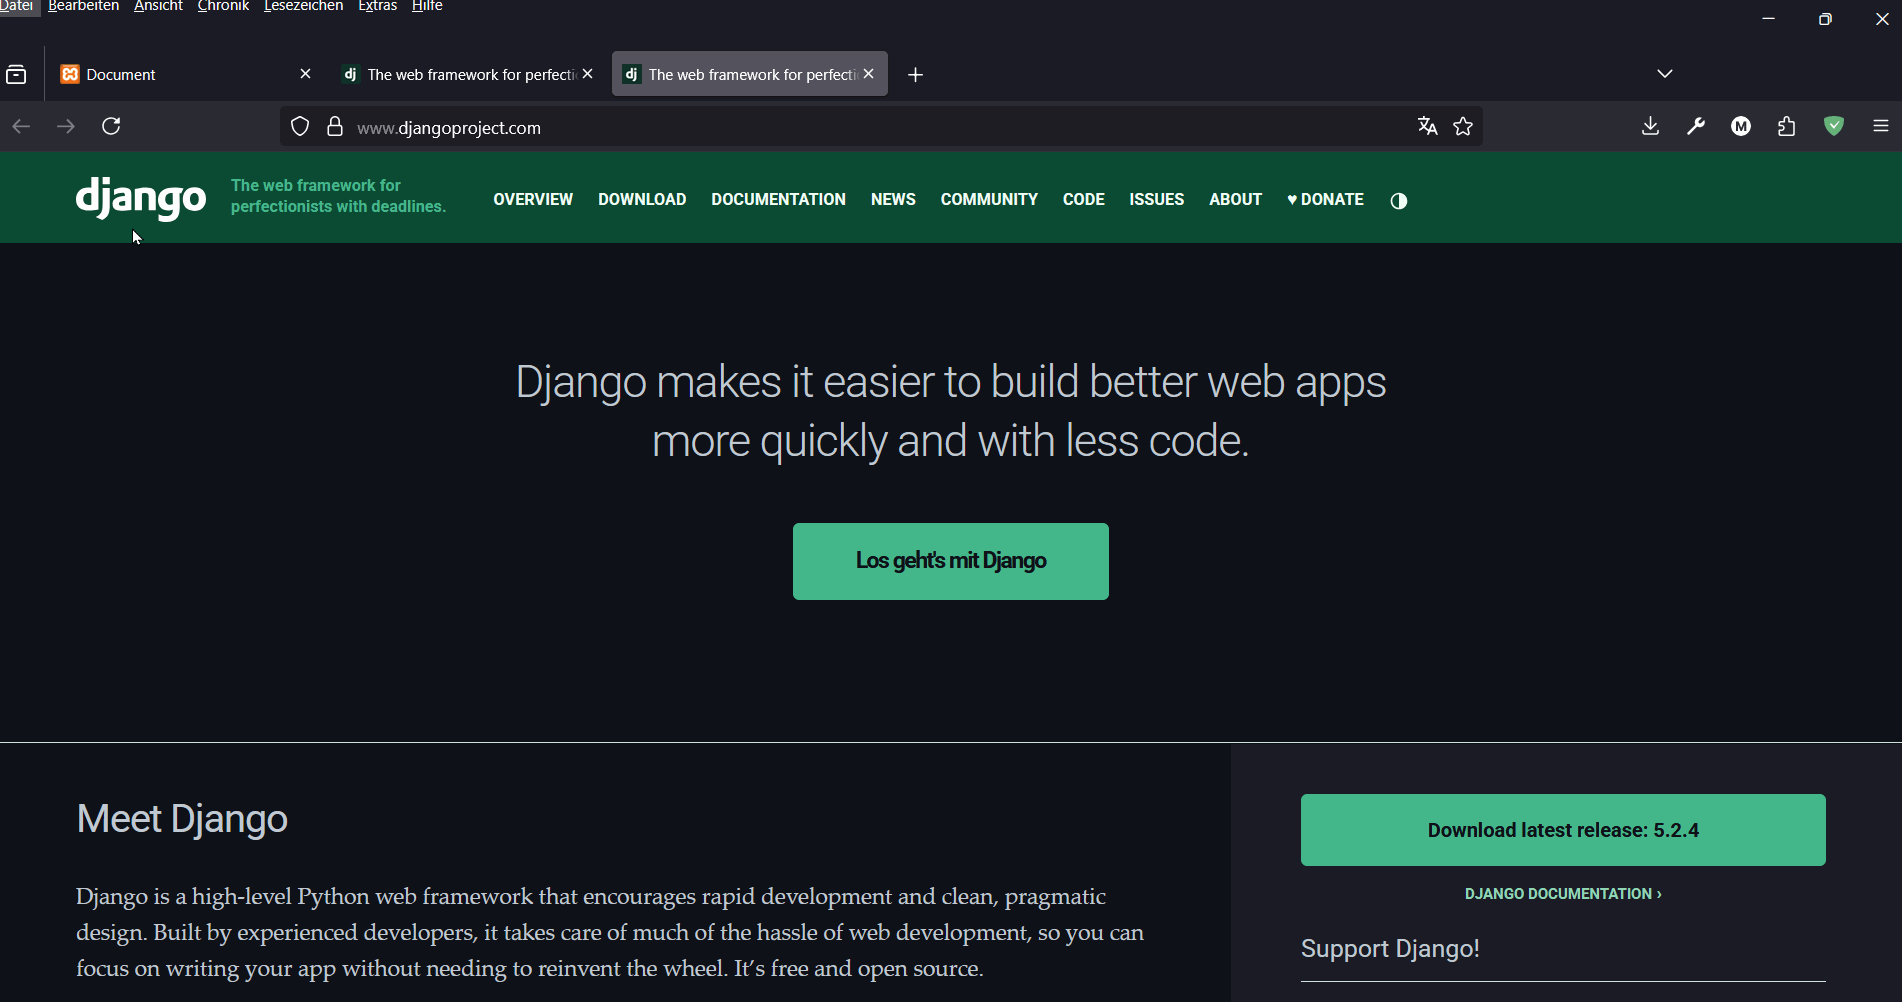 Datei Bearbeiten Ansicht Chronik Lesezeichen Extras Hilfe
Document The web framework for perfecti The web framework for perfecti
www.djangoproject.com
M
django
The web framework for
perfectionists with deadlines.
OVERVIEW DOWNLOAD DOCUMENTATION NEWS COMMUNITY CODE ISSUES ABOUT ♥ DONATE
Django makes it easier to build better web apps
more quickly and with less code.
Los geht's mit Django
Meet Django
Django is a high-level Python web framework that encourages rapid development and clean, pragmatic
design. Built by experienced developers, it takes care of much of the hassle of web development, so you can
focus on writing your app without needing to reinvent the wheel. It’s free and open source.
Download latest release: 5.2.4
DJANGO DOCUMENTATION ›
Support Django!